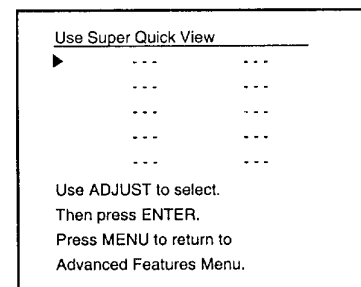 Use Super Quick View
▶ - - - - - -
- - - - - -
- - - - - -
- - - - - -
- - - - - -
Use ADJUST to select.
Then press ENTER.
Press MENU to return to
Advanced Features Menu.